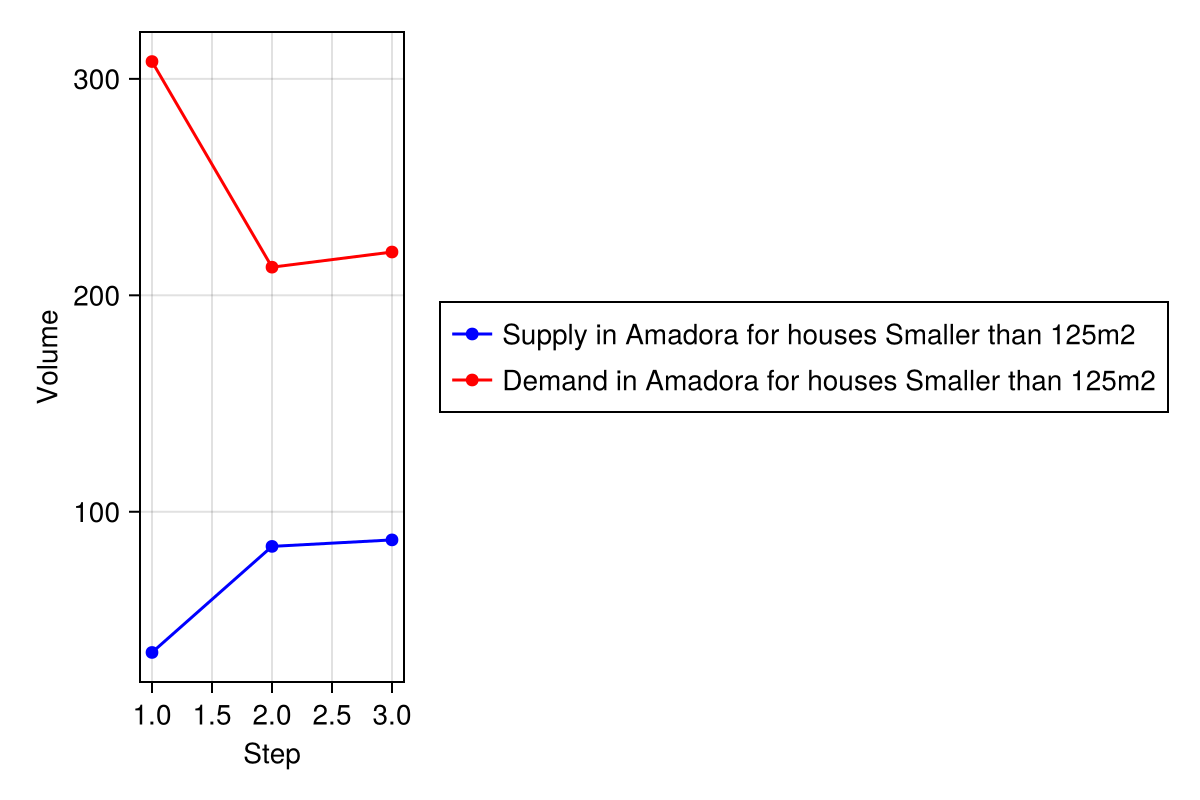 300
200
100
Volume
1.0 1.5 2.0 2.5 3.0
Step
Supply in Amadora for houses Smaller than 125m2
Demand in Amadora for houses Smaller than 125m2